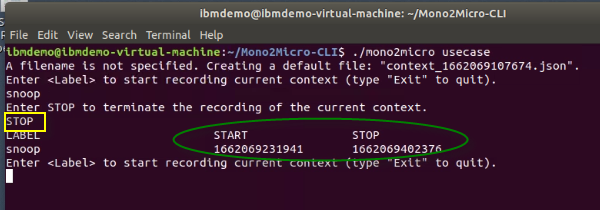 ibmdemo@ibmdemo-virtual-machine: ~/Mono2Micro-CLI
File Edit View Search Terminal Help
ibmdemo@ibmdemo-virtual-machine:~/Mono2Micro-CLI$ ./mono2micro usecase
A filename is not specified. Creating a default file: "context_1662069107674.json".
Enter <Label> to start recording current context (type "Exit" to quit).
snoop
Enter STOP to terminate the recording of the current context.
STOP
LABEL START STOP
snoop 1662069231941 1662069402376
Enter <Label> to start recording current context (type "Exit" to quit).